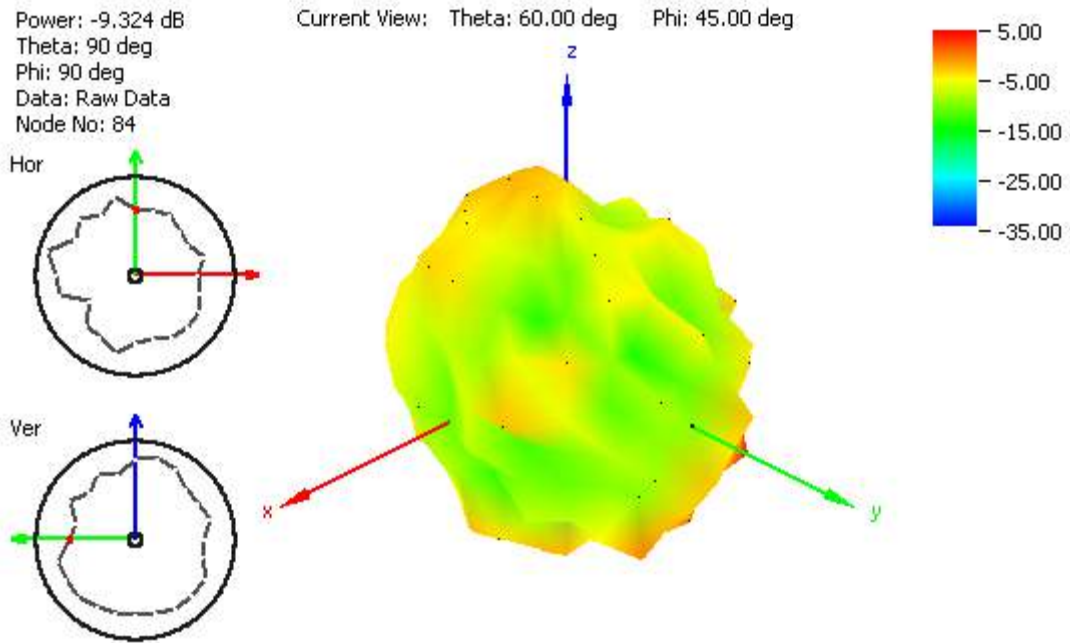 Power: -9.324 dB
Theta: 90 deg
Phi: 90 deg
Data: Raw Data
Node No: 84
Current View: Theta: 60.00 deg Phi: 45.00 deg
Hor
Ver
z
x
y
5.00
-5.00
-15.00
-25.00
-35.00